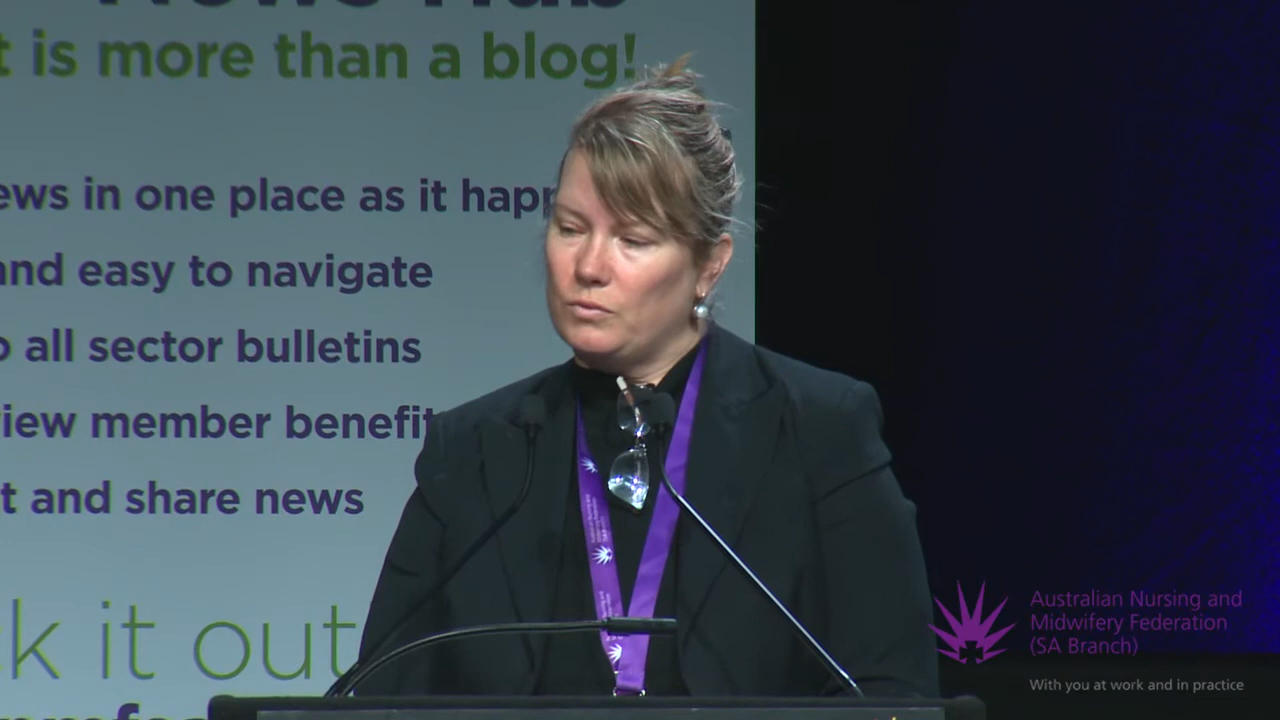 News Hub
t is more than a blog!
ews in one place as it happ
and easy to navigate
o all sector bulletins
iew member benefit
t and share news
k it out
Australian Nursing and
Midwifery Federation
(SA Branch)
With you at work and in practice